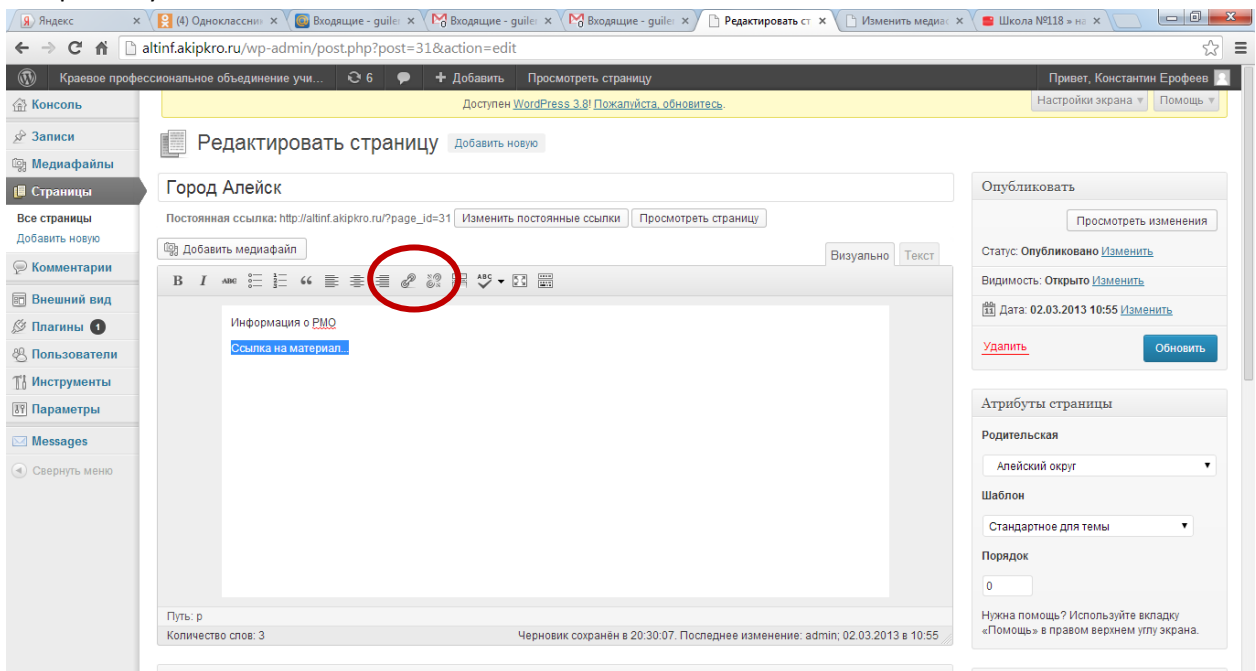 Яндекс
(4) Одноклассник
Входящие - guiler
Входящие - guiler
Входящие - guiler
Редактировать ст
Изменить медиас
Школа №118 » на
altinf.akipkro.ru/wp-admin/post.php?post=31&action=edit
Краевое профессиональное объединение учи... 6 + Добавить Просмотреть страницу Привет, Константин Ерофеев
Консоль
Записи
Медиафайлы
Страницы
Все страницы
Добавить новую
Комментарии
Внешний вид
Плагины 1
Пользователи
Инструменты
Параметры
Messages
Свернуть меню
Доступен WordPress 3.8! Пожалуйста, обновитесь.
Настройки экрана Помощь
Редактировать страницу Добавить новую
Город Алейск
Постоянная ссылка: http://altinf.akipkro.ru/?page_id=31 Изменить постоянные ссылки Просмотреть страницу
Добавить медиафайл
Визуально Текст
B I ABC ABC
Информация о РМО
Ссылка на материал...
Путь: p
Количество слов: 3 Черновик сохранён в 20:30:07. Последнее изменение: admin; 02.03.2013 в 10:55
Опубликовать
Просмотреть изменения
Статус: Опубликовано Изменить
Видимость: Открыто Изменить
Дата: 02.03.2013 10:55 Изменить
Удалить Обновить
Атрибуты страницы
Родительская
Алейский округ
Шаблон
Стандартное для темы
Порядок
0
Нужна помощь? Используйте вкладку
«Помощь» в правом верхнем углу экрана.